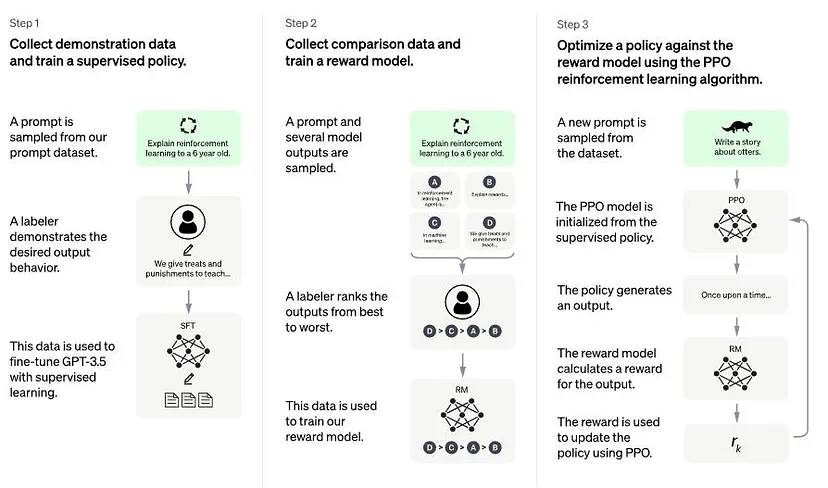 Step 1
Collect demonstration data
and train a supervised policy.
A prompt is
sampled from our
prompt dataset.
Explain reinforcement
learning to a 6 year old.
A labeler
demonstrates the
desired output
behavior.
We give treats and
punishments to teach...
This data is used to
fine-tune GPT-3.5
with supervised
learning.
SFT
Step 2
Collect comparison data and
train a reward model.
A prompt and
several model
outputs are
sampled.
Explain reinforcement
learning to a 6 year old.
A
In reinforcement
learning, the
agent is...
B
Explain rewards...
C
In machine
learning...
D
We give treats and
punishments to
teach...
A labeler ranks the
outputs from best
to worst.
D > C > A > B
This data is used
to train our
reward model.
RM
D > C > A > B
Step 3
Optimize a policy against the
reward model using the PPO
reinforcement learning algorithm.
A new prompt is
sampled from
the dataset.
Write a story
about otters.
The PPO model is
initialized from the
supervised policy.
PPO
The policy generates
an output.
Once upon a time...
The reward model
calculates a reward
for the output.
RM
The reward is used
to update the
policy using PPO.
rk